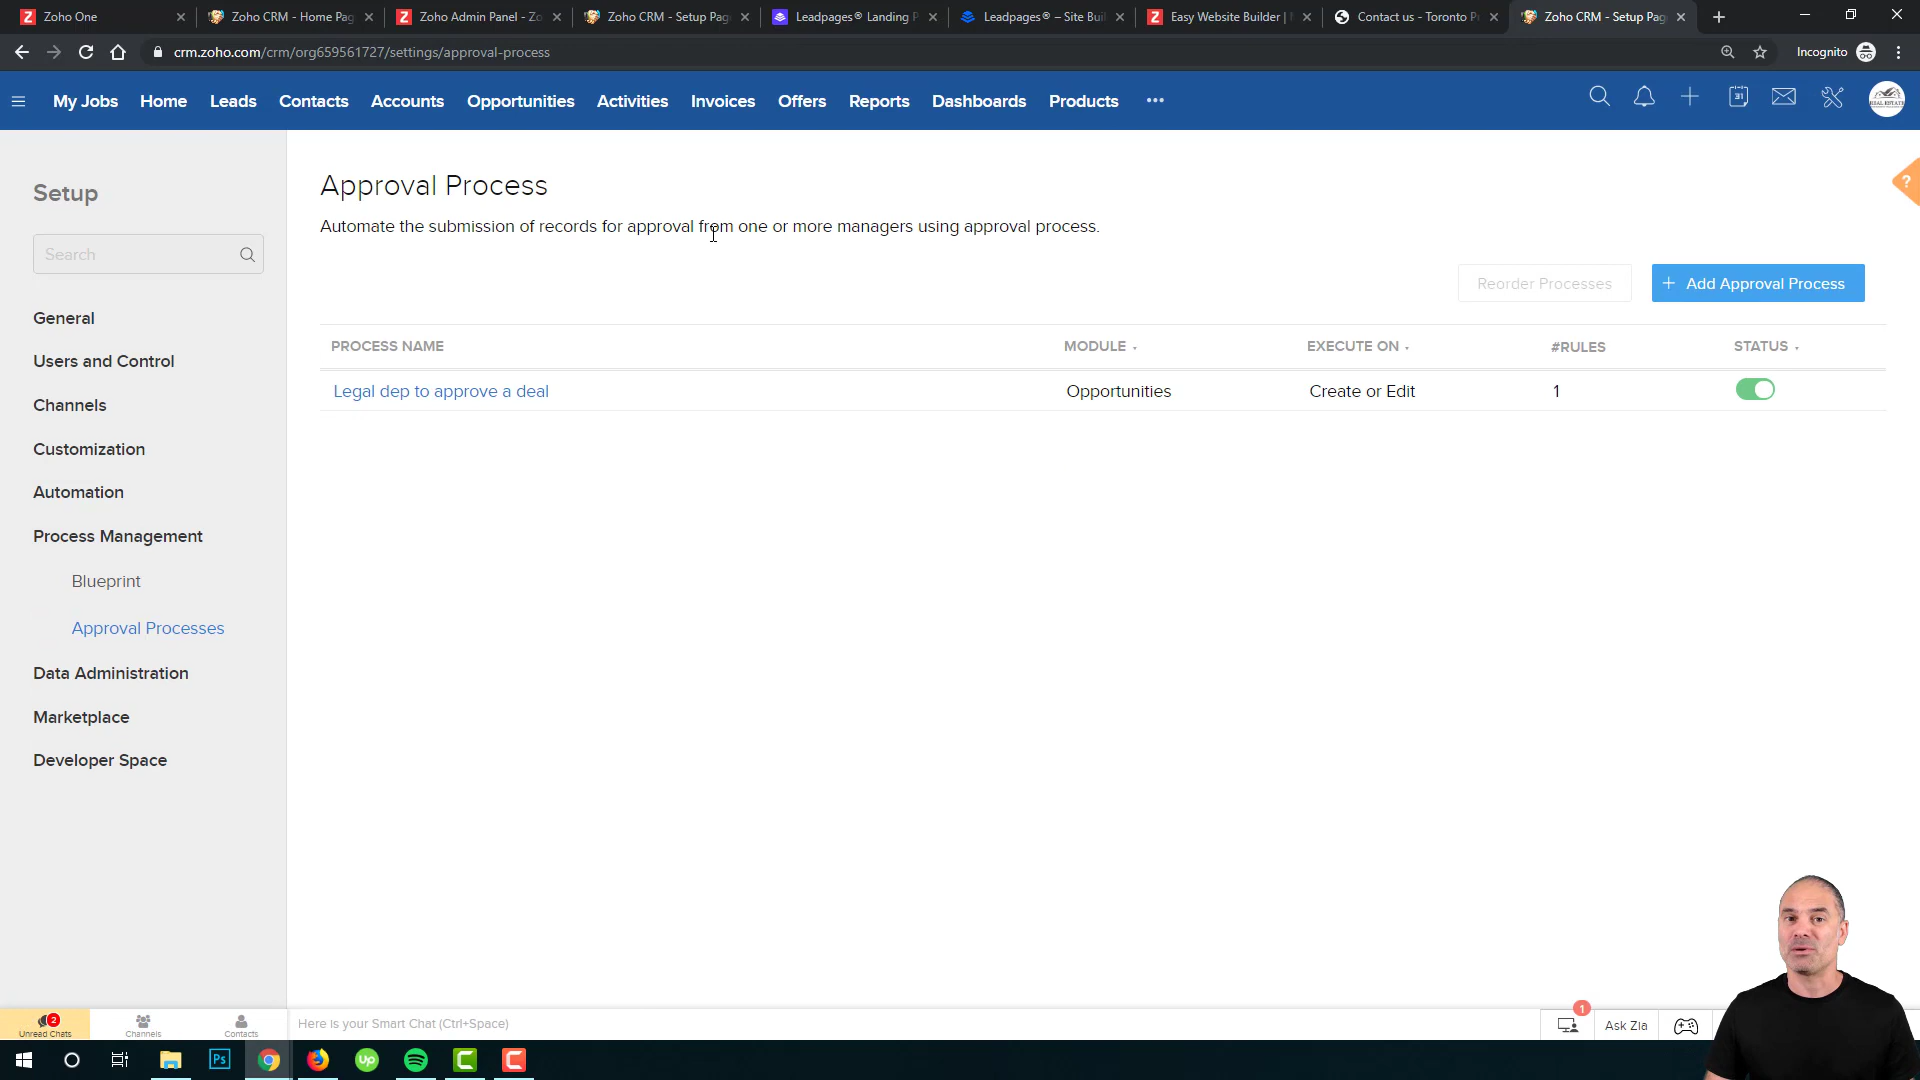 Zoho One
Zoho CRM - Home Pag
Zoho Admin Panel - Zo
Zoho CRM - Setup Pag
Leadpages® Landing P
Leadpages® – Site Buil
Easy Website Builder |
Contact us - Toronto P
Zoho CRM - Setup Pag
crm.zoho.com/crm/org659561727/settings/approval-process
Incognito
My Jobs
Home
Leads
Contacts
Accounts
Opportunities
Activities
Invoices
Offers
Reports
Dashboards
Products
•••
31
Setup
Search
General
Users and Control
Channels
Customization
Automation
Process Management
Blueprint
Approval Processes
Data Administration
Marketplace
Developer Space
Approval Process
Automate the submission of records for approval from one or more managers using approval process.
Reorder Processes
+ Add Approval Process
?
PROCESS NAME
MODULE
EXECUTE ON
#RULES
STATUS
Legal dep to approve a deal
Opportunities
Create or Edit
1
2
Unread Chats
Channels
Contacts
Here is your Smart Chat (Ctrl+Space)
1
Ask Zia
Ps
Up